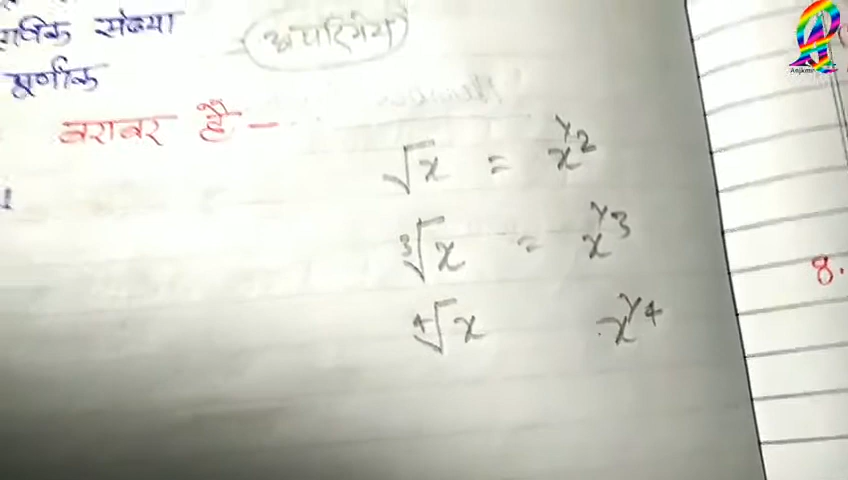 संख्या
(अपरिमेय)
पूर्णांक
बराबर है –
√x = x^1/2
∛x = x^1/3
∜x x^1/4
8.